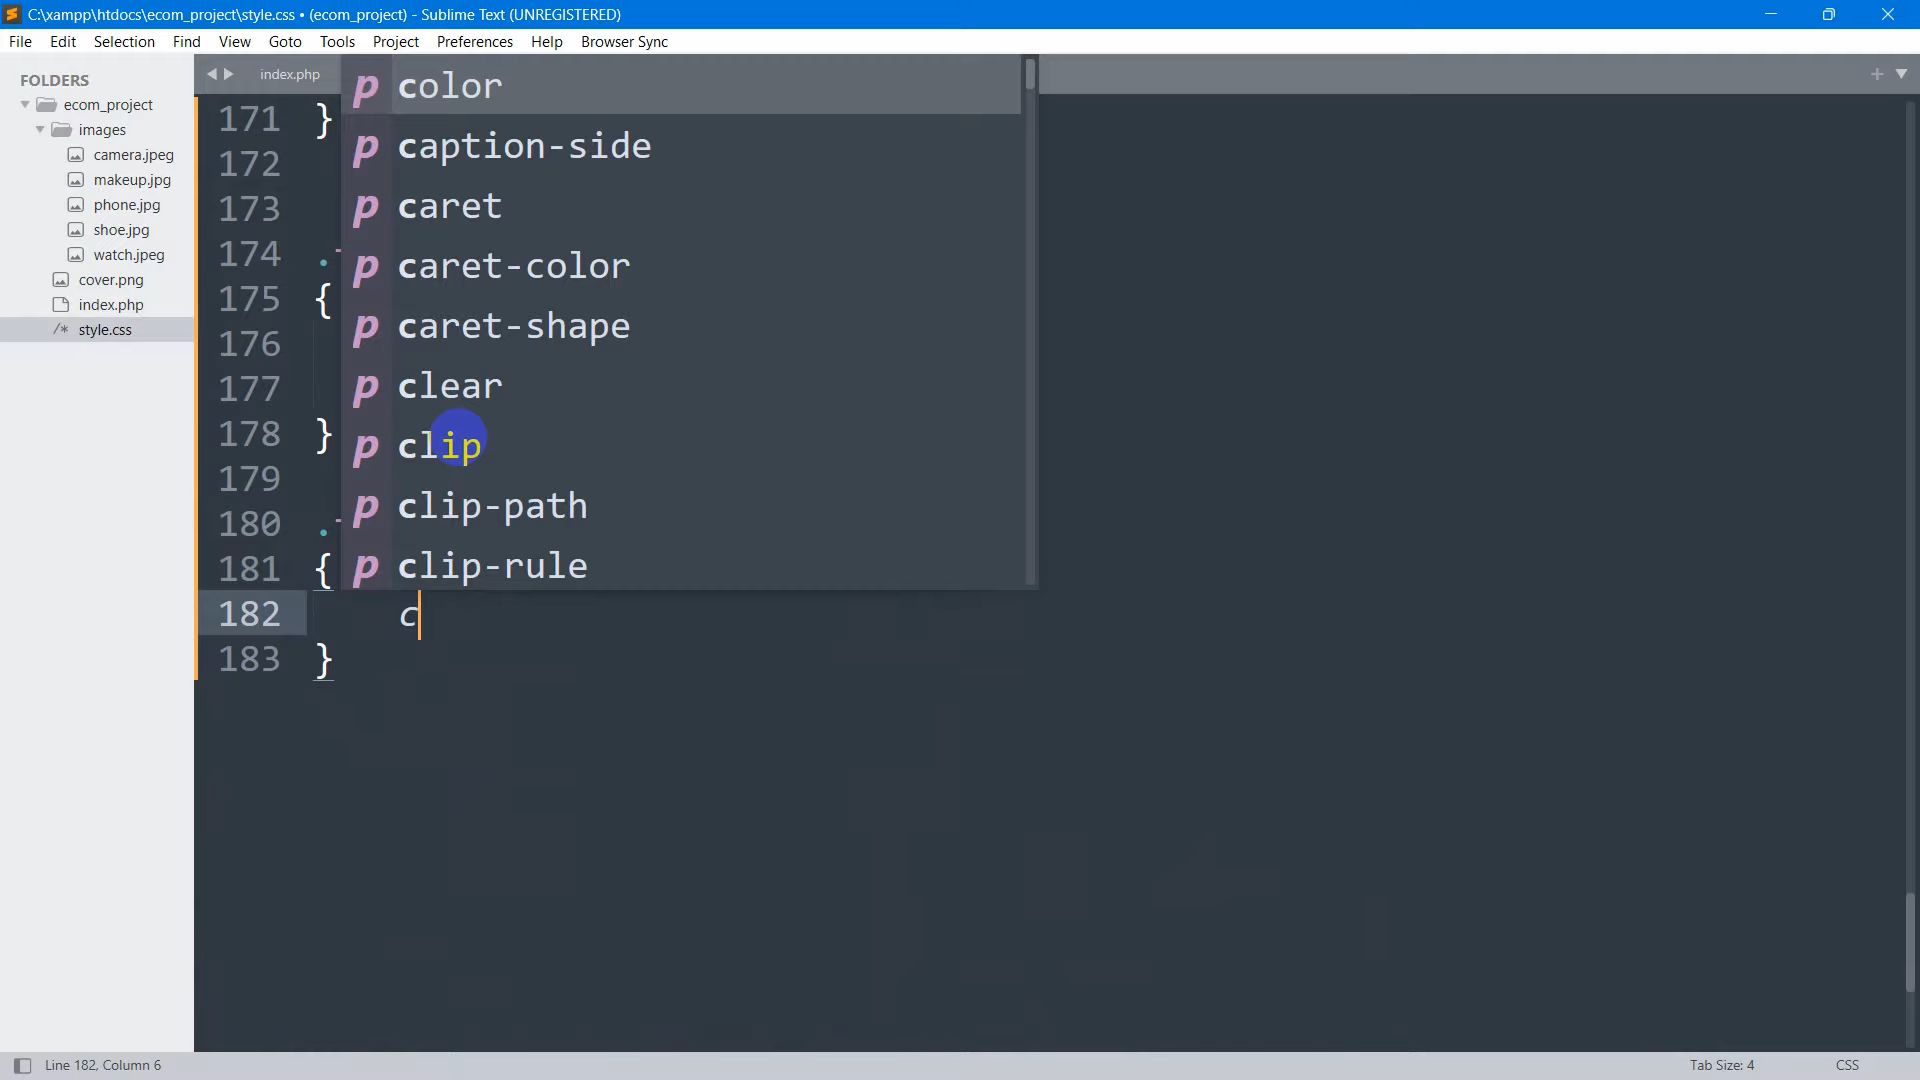 C:\xampp\htdocs\ecom_project\style.css • (ecom_project) - Sublime Text (UNREGISTERED)
File Edit Selection Find View Goto Tools Project Preferences Help Browser Sync
FOLDERS
ecom_project
images
camera.jpeg
makeup.jpg
phone.jpg
shoe.jpg
watch.jpeg
cover.png
index.php
/* style.css
index.php
171 }
172
173
174 .
175 {
176
177
178 }
179
180 .
181 {
182 c
183 }
p color
p caption-side
p caret
p caret-color
p caret-shape
p clear
p clip
p clip-path
p clip-rule
Line 182, Column 6
Tab Size: 4
CSS